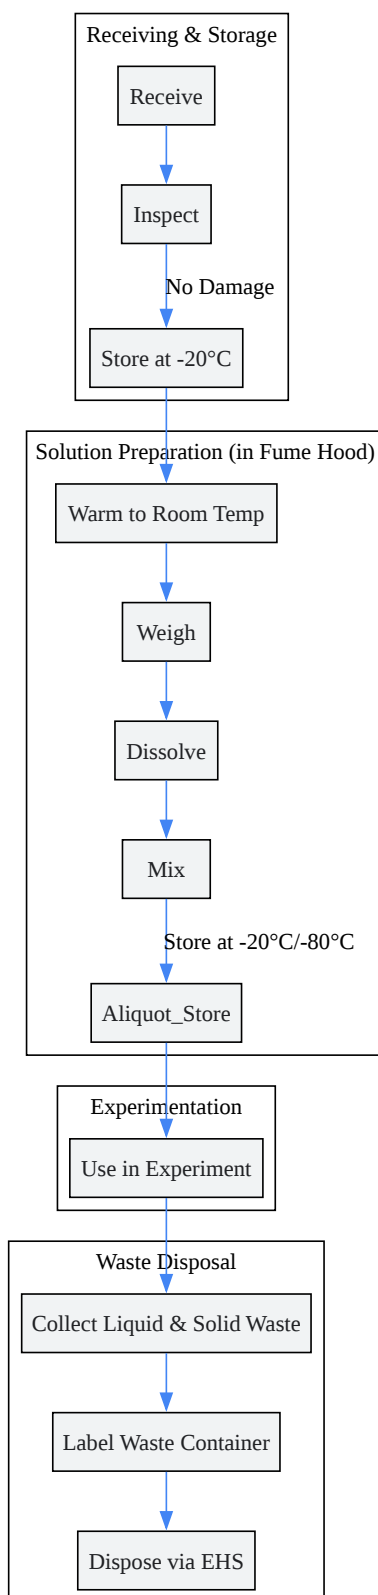 Receiving & Storage
Receive
Inspect
No Damage
Store at -20°C
Solution Preparation (in Fume Hood)
Warm to Room Temp
Weigh
Dissolve
Mix
Store at -20°C/-80°C
Aliquot_Store
Experimentation
Use in Experiment
Waste Disposal
Collect Liquid & Solid Waste
Label Waste Container
Dispose via EHS